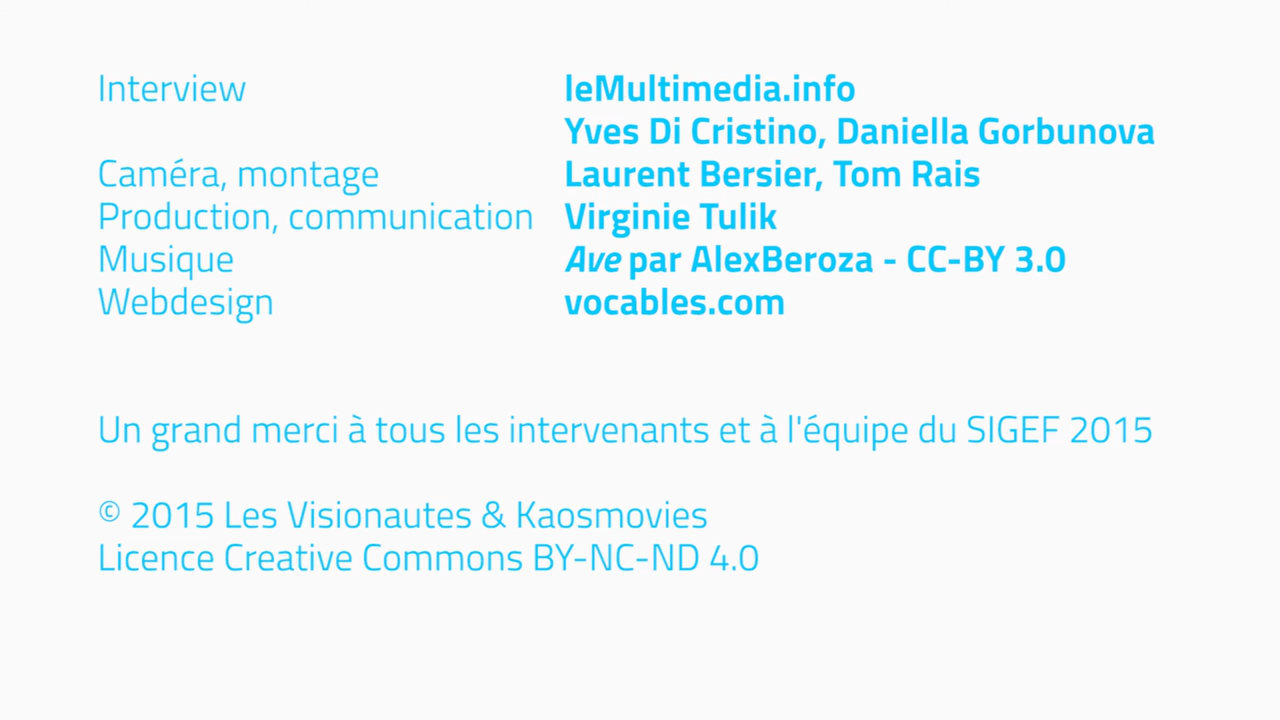 Interview leMultimedia.info
Yves Di Cristino, Daniella Gorbunova
Caméra, montage Laurent Bersier, Tom Rais
Production, communication Virginie Tulik
Musique Ave par AlexBeroza - CC-BY 3.0
Webdesign vocables.com
Un grand merci à tous les intervenants et à l'équipe du SIGEF 2015
© 2015 Les Visionautes & Kaosmovies
Licence Creative Commons BY-NC-ND 4.0